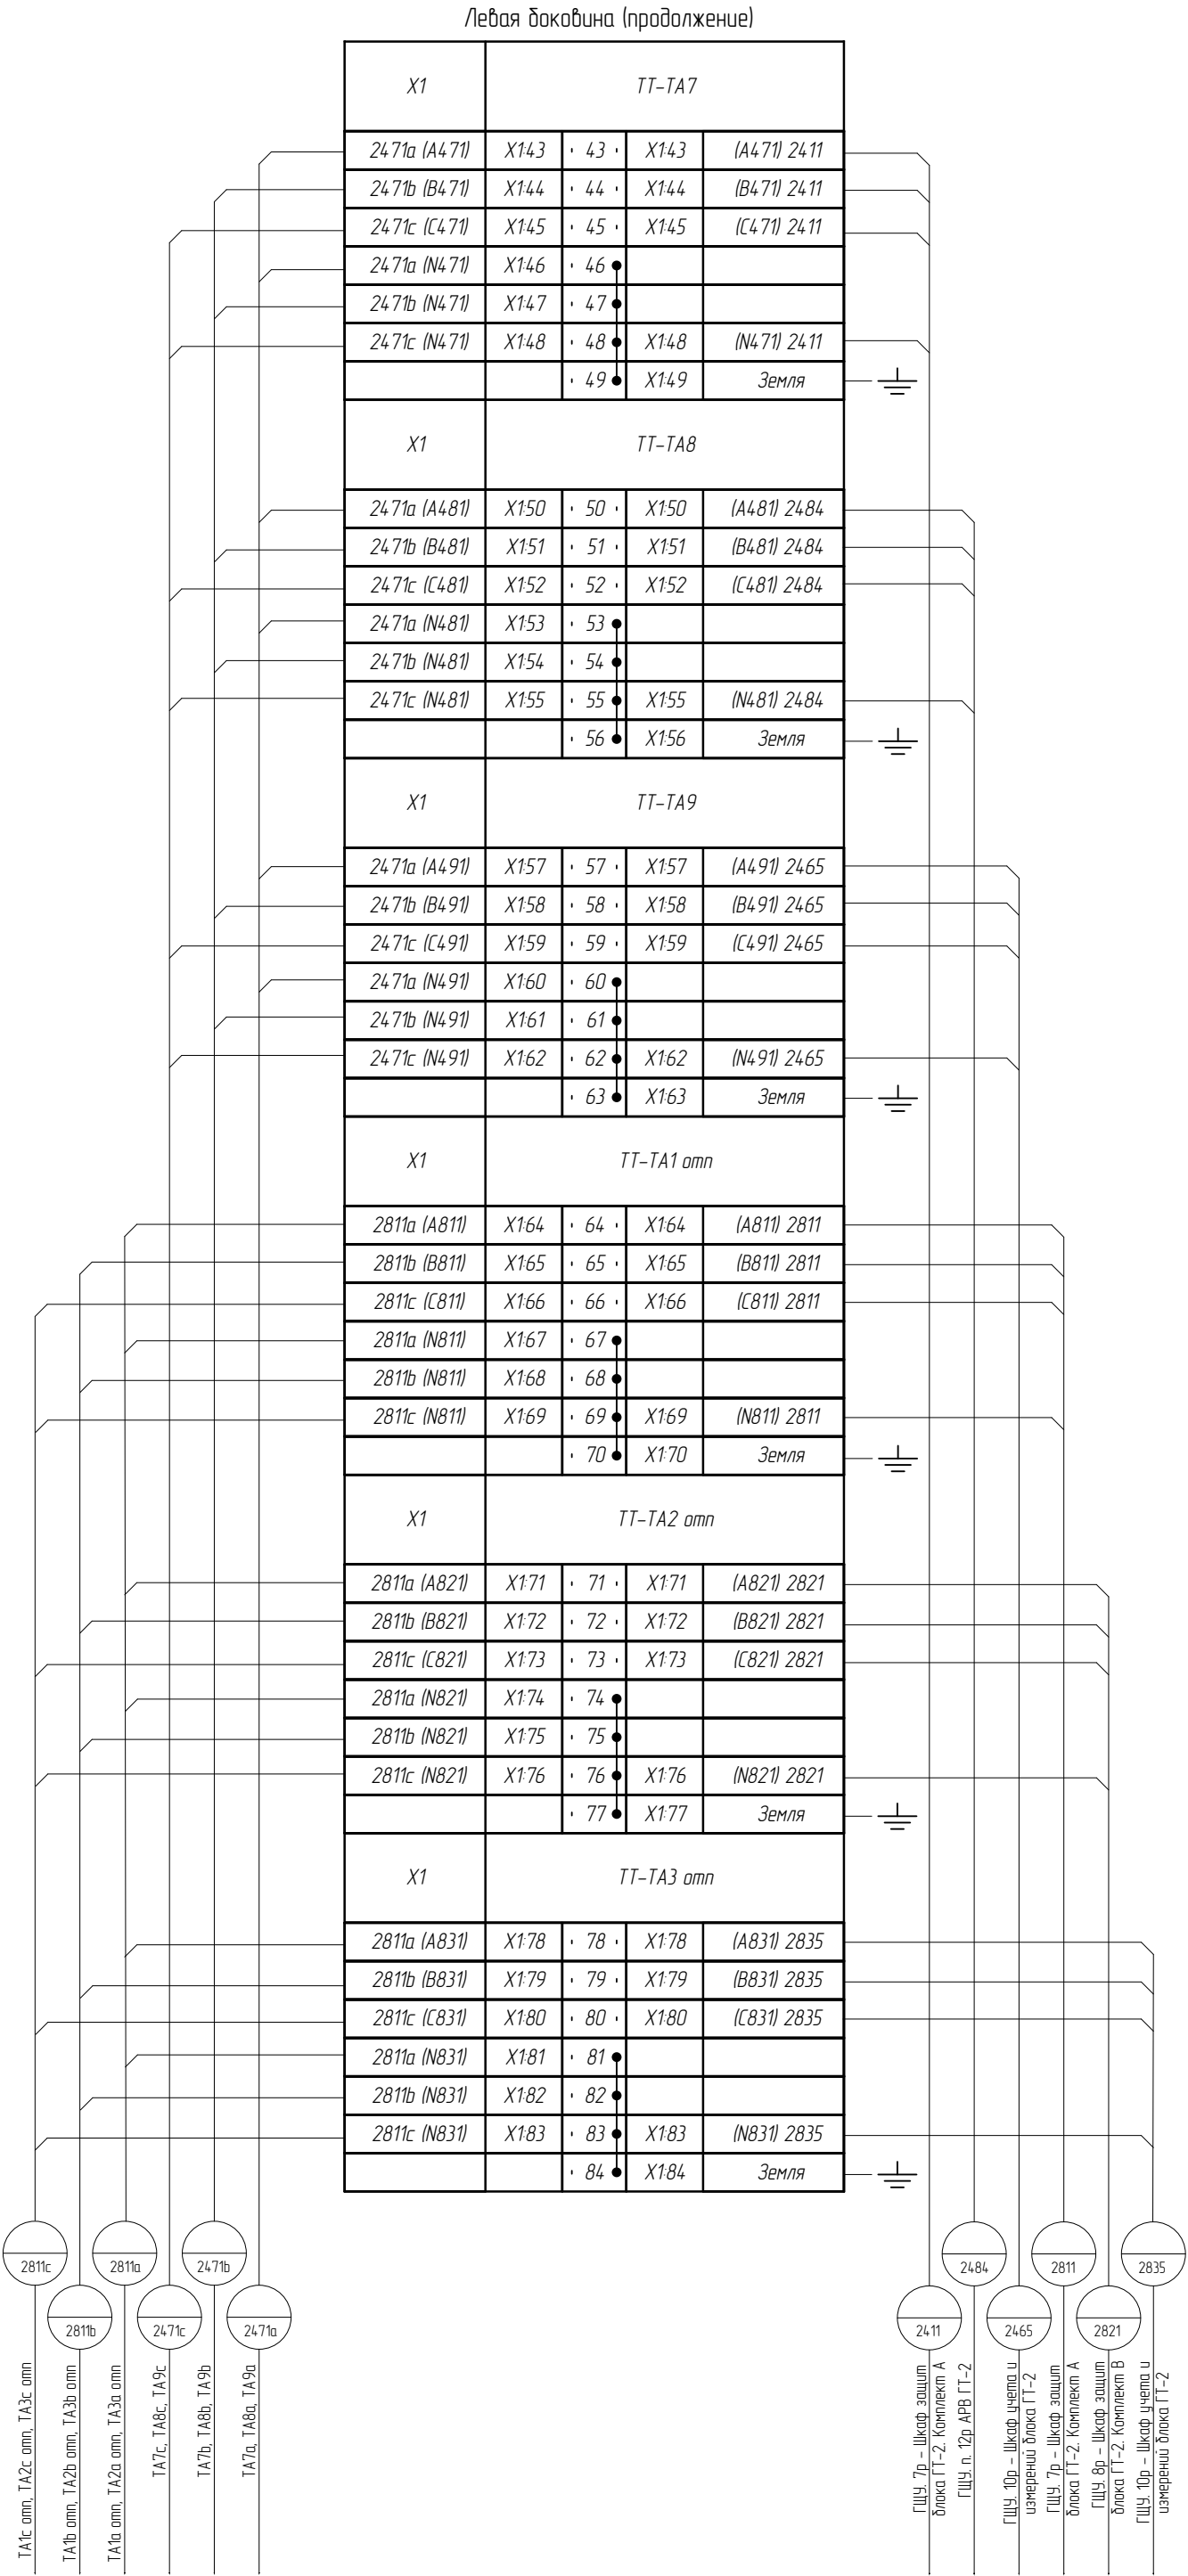 Левая боковина (продолжение)
X1 ТТ-ТА7
2471a (A471) X1:43 43 X1:43 (A471) 2411
2471b (B471) X1:44 44 X1:44 (B471) 2411
2471c (C471) X1:45 45 X1:45 (C471) 2411
2471a (N471) X1:46 46
2471b (N471) X1:47 47
2471c (N471) X1:48 48 X1:48 (N471) 2411
49 X1:49 Земля
X1 ТТ-ТА8
2471a (A481) X1:50 50 X1:50 (A481) 2484
2471b (B481) X1:51 51 X1:51 (B481) 2484
2471c (C481) X1:52 52 X1:52 (C481) 2484
2471a (N481) X1:53 53
2471b (N481) X1:54 54
2471c (N481) X1:55 55 X1:55 (N481) 2484
56 X1:56 Земля
X1 ТТ-ТА9
2471a (A491) X1:57 57 X1:57 (A491) 2465
2471b (B491) X1:58 58 X1:58 (B491) 2465
2471c (C491) X1:59 59 X1:59 (C491) 2465
2471a (N491) X1:60 60
2471b (N491) X1:61 61
2471c (N491) X1:62 62 X1:62 (N491) 2465
63 X1:63 Земля
X1 ТТ-ТА1 отп
2811a (A811) X1:64 64 X1:64 (A811) 2811
2811b (B811) X1:65 65 X1:65 (B811) 2811
2811c (C811) X1:66 66 X1:66 (C811) 2811
2811a (N811) X1:67 67
2811b (N811) X1:68 68
2811c (N811) X1:69 69 X1:69 (N811) 2811
70 X1:70 Земля
X1 ТТ-ТА2 отп
2811a (A821) X1:71 71 X1:71 (A821) 2821
2811b (B821) X1:72 72 X1:72 (B821) 2821
2811c (C821) X1:73 73 X1:73 (C821) 2821
2811a (N821) X1:74 74
2811b (N821) X1:75 75
2811c (N821) X1:76 76 X1:76 (N821) 2821
77 X1:77 Земля
X1 ТТ-ТА3 отп
2811a (A831) X1:78 78 X1:78 (A831) 2835
2811b (B831) X1:79 79 X1:79 (B831) 2835
2811c (C831) X1:80 80 X1:80 (C831) 2835
2811a (N831) X1:81 81
2811b (N831) X1:82 82
2811c (N831) X1:83 83 X1:83 (N831) 2835
84 X1:84 Земля
2811c 2811a 2471b 2484 2811 2835
2811b 2471c 2471a 2411 2465 2821
ТА1с отп, ТА2с отп, ТА3с отп
ТА1b отп, ТА2b отп, ТА3b отп
ТА1а отп, ТА2а отп, ТА3а отп
ТА7с, ТА8с, ТА9с
ТА7b, ТА8b, ТА9b
ТА7а, ТА8а, ТА9а
ГЩУ. 7р - Шкаф защит
блока ГТ-2. Комплект А
ГЩУ. п. 12р АРВ ГТ-2
ГЩУ. 10р - Шкаф учета и
измерений блока ГТ-2
ГЩУ. 7р - Шкаф защит
блока ГТ-2. Комплект А
ГЩУ. 8р - Шкаф защит
блока ГТ-2. Комплект В
ГЩУ. 10р - Шкаф учета и
измерений блока ГТ-2